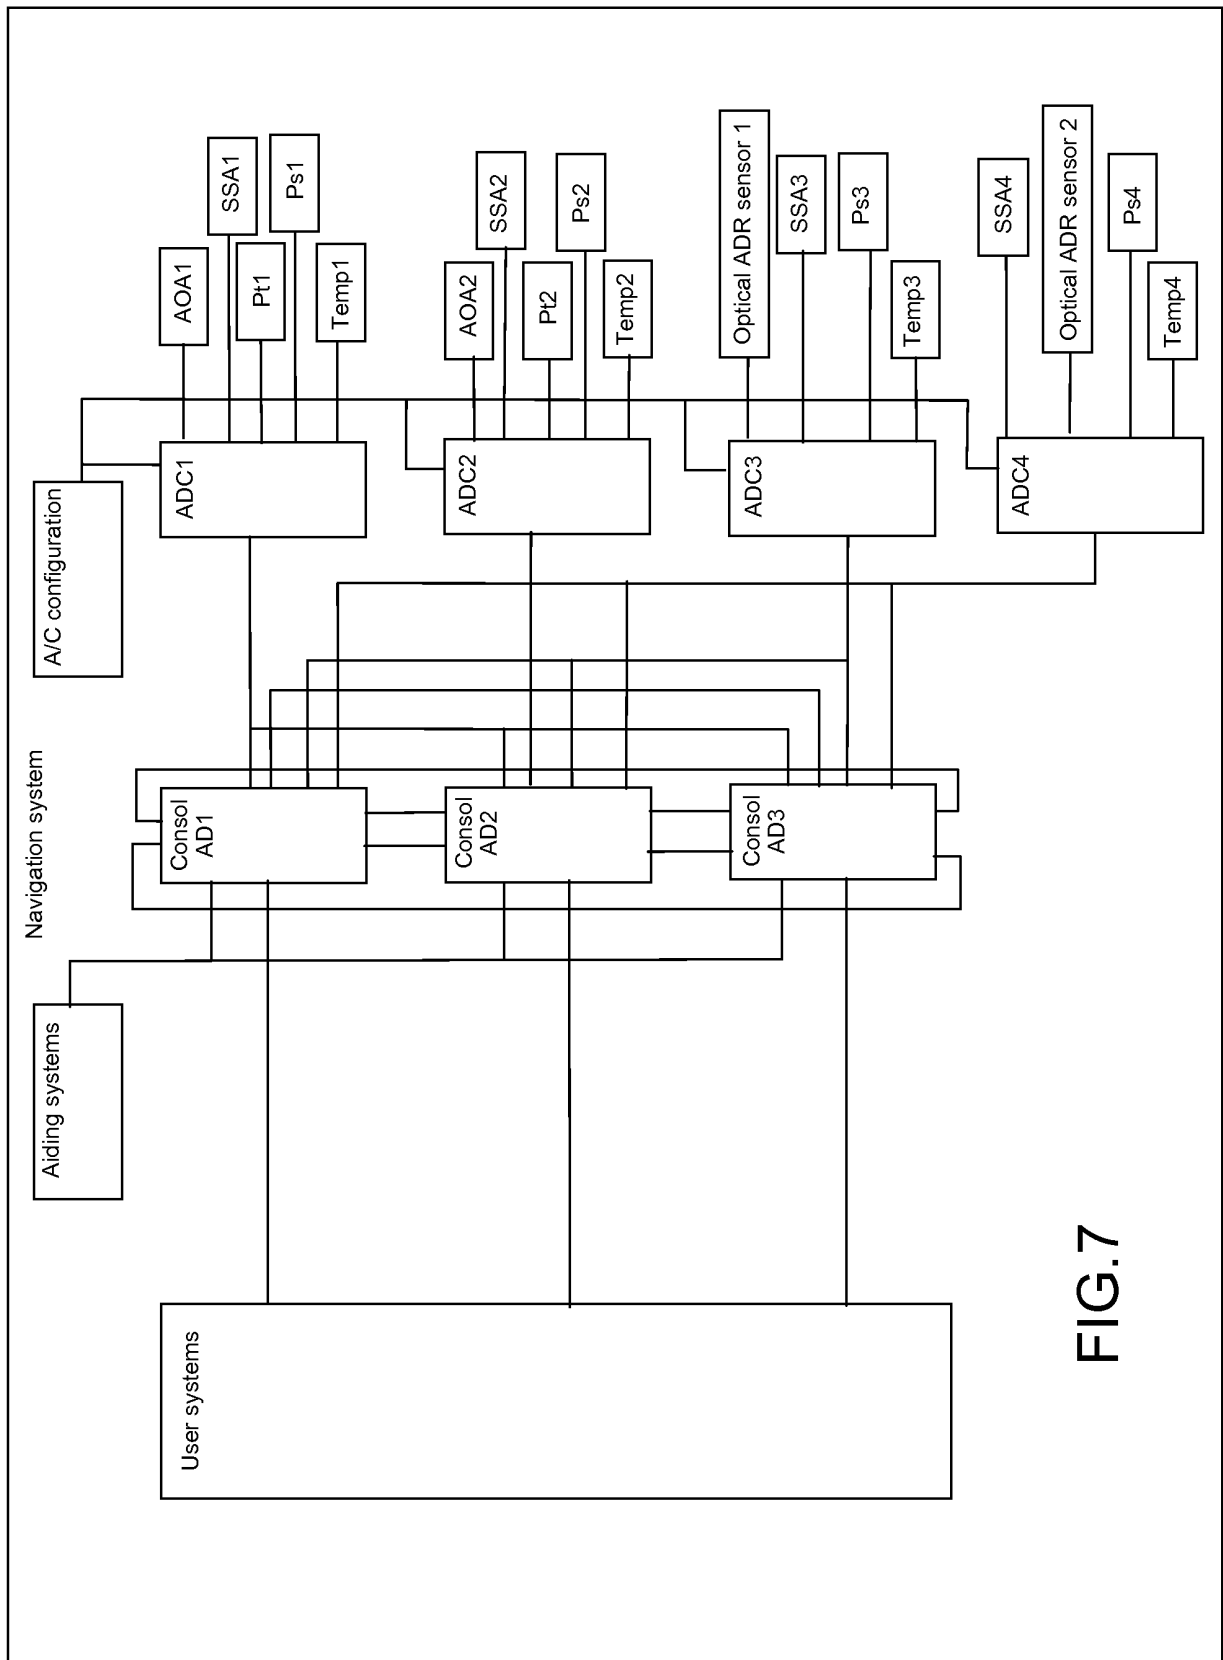 Navigation system
A/C configuration
Aiding systems
User systems
AOA1
SSA1
Pt1
Ps1
Temp1
ADC1
AOA2
SSA2
Pt2
Ps2
Temp2
ADC2
Optical ADR sensor 1
SSA3
Ps3
Temp3
ADC3
SSA4
Optical ADR sensor 2
Ps4
Temp4
ADC4
Consol
AD1
Consol
AD2
Consol
AD3
FIG.7